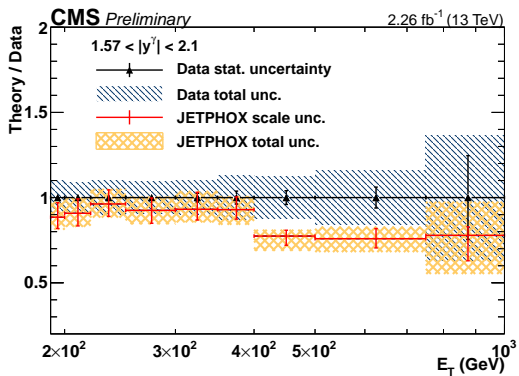 CMS Preliminary 2.26 fb⁻¹ (13 TeV)
1.57 < |y^γ| < 2.1
Data stat. uncertainty
Data total unc.
JETPHOX scale unc.
JETPHOX total unc.
Theory / Data
2
1.5
1
0.5
2×10² 3×10² 4×10² 5×10² 10³
E_T (GeV)